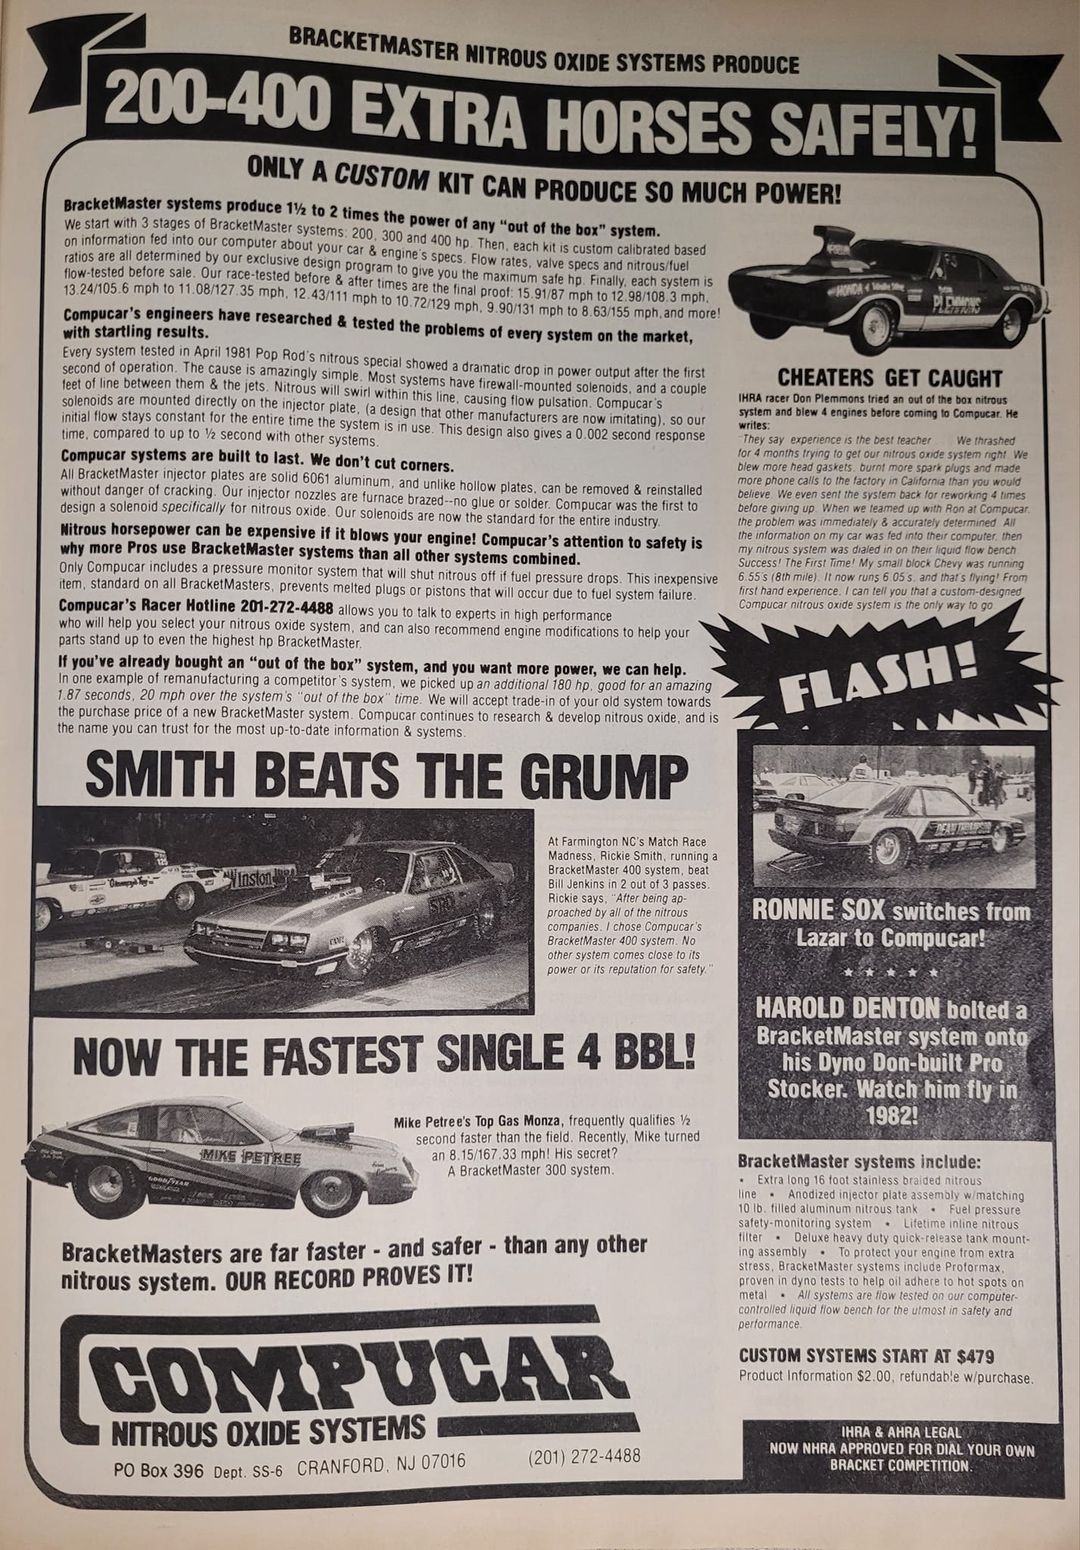 BRACKETMASTER NITROUS OXIDE SYSTEMS PRODUCE
200-400 EXTRA HORSES SAFELY!
ONLY A CUSTOM KIT CAN PRODUCE SO MUCH POWER!
BracketMaster systems produce 1½ to 2 times the power of any "out of the box" system.
We start with 3 stages of BracketMaster systems: 200, 300 and 400 hp. Then, each kit is custom calibrated based
on information fed into our computer about your car & engine's specs. Flow rates, valve specs and nitrous/fuel
ratios are all determined by our exclusive design program to give you the maximum safe hp. Finally, each system is
flow-tested before sale. Our race-tested before & after times are the final proof: 15.91/87 mph to 12.98/108.3 mph,
13.24/105.6 mph to 11.08/127.35 mph, 12.43/111 mph to 10.72/129 mph, 9.90/131 mph to 8.63/155 mph, and more!
Compucar's engineers have researched & tested the problems of every system on the market,
with startling results.
Every system tested in April 1981 Pop Rod's nitrous special showed a dramatic drop in power output after the first
second of operation. The cause is amazingly simple. Most systems have firewall-mounted solenoids, and a couple
feet of line between them & the jets. Nitrous will swirl within this line, causing flow pulsation. Compucar's
solenoids are mounted directly on the injector plate, (a design that other manufacturers are now imitating), so our
initial flow stays constant for the entire time the system is in use. This design also gives a 0.002 second response
time, compared to up to ½ second with other systems.
Compucar systems are built to last. We don't cut corners.
All BracketMaster injector plates are solid 6061 aluminum, and unlike hollow plates, can be removed & reinstalled
without danger of cracking. Our injector nozzles are furnace brazed--no glue or solder. Compucar was the first to
design a solenoid specifically for nitrous oxide. Our solenoids are now the standard for the entire industry.
Nitrous horsepower can be expensive if it blows your engine! Compucar's attention to safety is
why more Pros use BracketMaster systems than all other systems combined.
Only Compucar includes a pressure monitor system that will shut nitrous off if fuel pressure drops. This inexpensive
item, standard on all BracketMasters, prevents melted plugs or pistons that will occur due to fuel system failure.
Compucar's Racer Hotline 201-272-4488 allows you to talk to experts in high performance
who will help you select your nitrous oxide system, and can also recommend engine modifications to help your
parts stand up to even the highest hp BracketMaster.
If you've already bought an "out of the box" system, and you want more power, we can help.
In one example of remanufacturing a competitor's system, we picked up an additional 180 hp, good for an amazing
1.87 seconds, 20 mph over the system's "out of the box" time. We will accept trade-in of your old system towards
the purchase price of a new BracketMaster system. Compucar continues to research & develop nitrous oxide, and is
the name you can trust for the most up-to-date information & systems.
HONDA
PLEMMONS
CHEATERS GET CAUGHT
IHRA racer Don Plemmons tried an out of the box nitrous
system and blew 4 engines before coming to Compucar. He
writes:
"They say experience is the best teacher We thrashed
for 4 months trying to get our nitrous oxide system right We
blew more head gaskets, burnt more spark plugs and made
more phone calls to the factory in California than you would
believe. We even sent the system back for reworking 4 times
before giving up. When we teamed up with Ron at Compucar,
the problem was immediately & accurately determined. All
the information on my car was fed into their computer, then
my nitrous system was dialed in on their liquid flow bench.
Success! The First Time! My small block Chevy was running
6.55's (8th mile). It now runs 6.05's, and that's flying! From
first hand experience, I can tell you that a custom-designed
Compucar nitrous oxide system is the only way to go
FLASH!
SMITH BEATS THE GRUMP
Grumpy's Toy
Winston
At Farmington NC's Match Race
Madness, Rickie Smith, running a
BracketMaster 400 system, beat
Bill Jenkins in 2 out of 3 passes.
Rickie says, "After being ap-
proached by all of the nitrous
companies, I chose Compucar's
BracketMaster 400 system. No
other system comes close to its
power or its reputation for safety."
RONNIE SOX switches from
Lazar to Compucar!
★ ★ ★ ★ ★
HAROLD DENTON bolted a
BracketMaster system onto
his Dyno Don-built Pro
Stocker. Watch him fly in
1982!
NOW THE FASTEST SINGLE 4 BBL!
MIKE PETREE
GOODYEAR
Mike Petree's Top Gas Monza, frequently qualifies ½
second faster than the field. Recently, Mike turned
an 8.15/167.33 mph! His secret?
A BracketMaster 300 system.
BracketMasters are far faster - and safer - than any other
nitrous system. OUR RECORD PROVES IT!
BracketMaster systems include:
• Extra long 16 foot stainless braided nitrous
line • Anodized injector plate assembly w/matching
10 lb. filled aluminum nitrous tank • Fuel pressure
safety-monitoring system • Lifetime inline nitrous
filter • Deluxe heavy duty quick-release tank mount-
ing assembly • To protect your engine from extra
stress, BracketMaster systems include Proformax,
proven in dyno tests to help oil adhere to hot spots on
metal • All systems are flow tested on our computer-
controlled liquid flow bench for the utmost in safety and
performance.
CUSTOM SYSTEMS START AT $479
Product Information $2.00, refundable w/purchase.
COMPUCAR
NITROUS OXIDE SYSTEMS
PO Box 396 Dept. SS-6 CRANFORD, NJ 07016 (201) 272-4488
IHRA & AHRA LEGAL
NOW NHRA APPROVED FOR DIAL YOUR OWN
BRACKET COMPETITION.